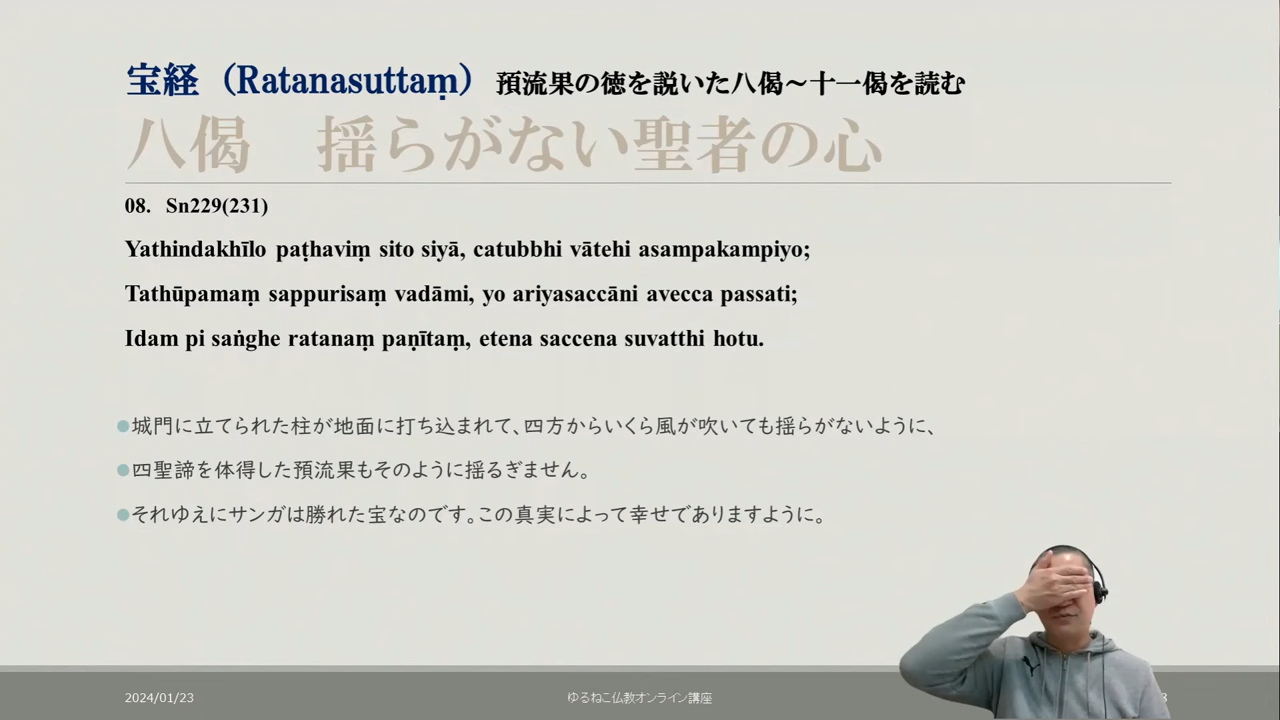 宝経（Ratanasuttaṃ）預流果の徳を説いた八偈～十一偈を読む
八偈　揺らがない聖者の心
08. Sn229(231)
Yathindakhīlo paṭhaviṃ sito siyā, catubbhi vātehi asampakampiyo;
Tathūpamaṃ sappurisaṃ vadāmi, yo ariyasaccāni avecca passati;
Idam pi saṅghe ratanaṃ paṇītaṃ, etena saccena suvatthi hotu.
●城門に立てられた柱が地面に打ち込まれて、四方からいくら風が吹いても揺らがないように、
●四聖諦を体得した預流果もそのように揺るぎません。
●それゆえにサンガは勝れた宝なのです。この真実によって幸せでありますように。
2024/01/23 ゆるねこ仏教オンライン講座